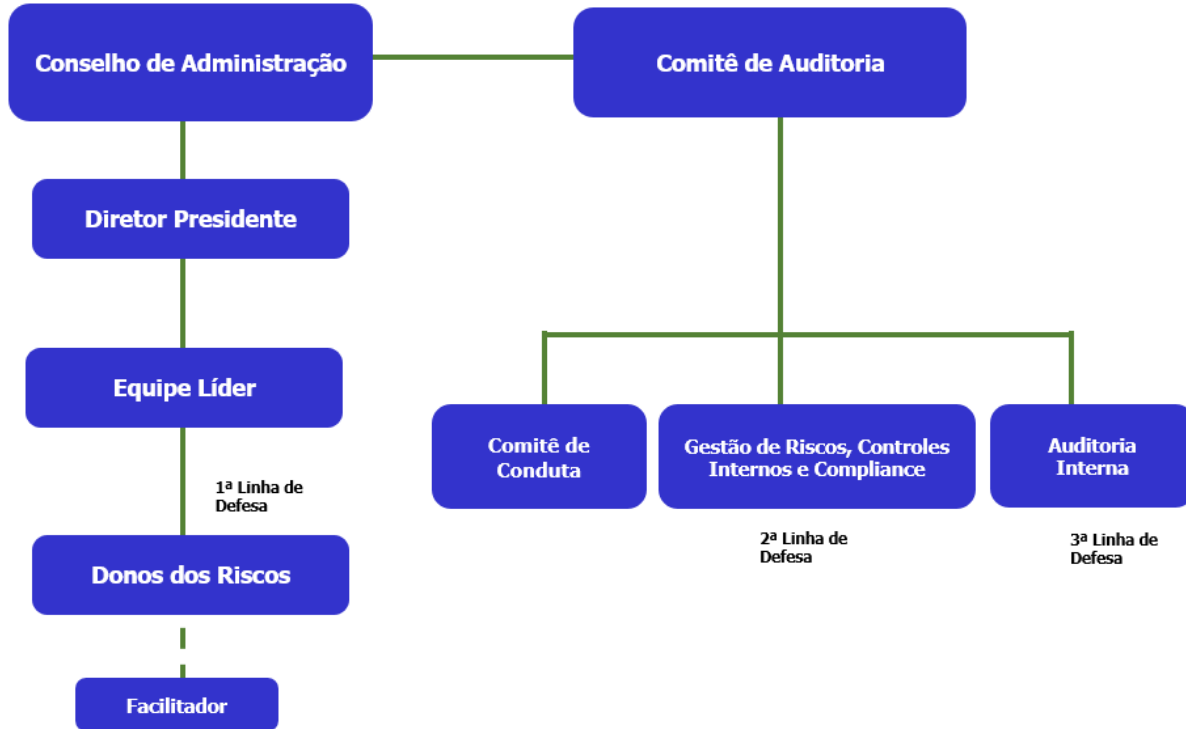 Conselho de Administração
Comitê de Auditoria
Diretor Presidente
Equipe Líder
1ª Linha de
Defesa
Donos dos Riscos
Facilitador
Comitê de
Conduta
Gestão de Riscos, Controles
Internos e Compliance
2ª Linha de
Defesa
Auditoria
Interna
3ª Linha de
Defesa